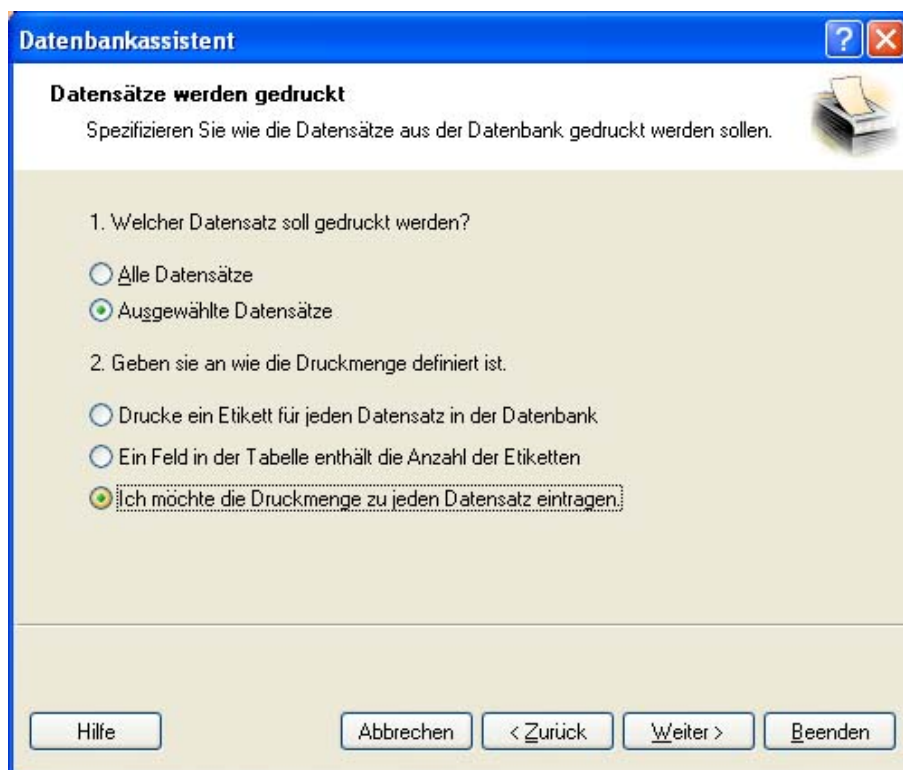 Datenbankassistent
Datensätze werden gedruckt
Spezifizieren Sie wie die Datensätze aus der Datenbank gedruckt werden sollen.
1. Welcher Datensatz soll gedruckt werden?
Alle Datensätze
Ausgewählte Datensätze
2. Geben sie an wie die Druckmenge definiert ist.
Drucke ein Etikett für jeden Datensatz in der Datenbank
Ein Feld in der Tabelle enthält die Anzahl der Etiketten
Ich möchte die Druckmenge zu jeden Datensatz eintragen.
Hilfe Abbrechen < Zurück Weiter > Beenden